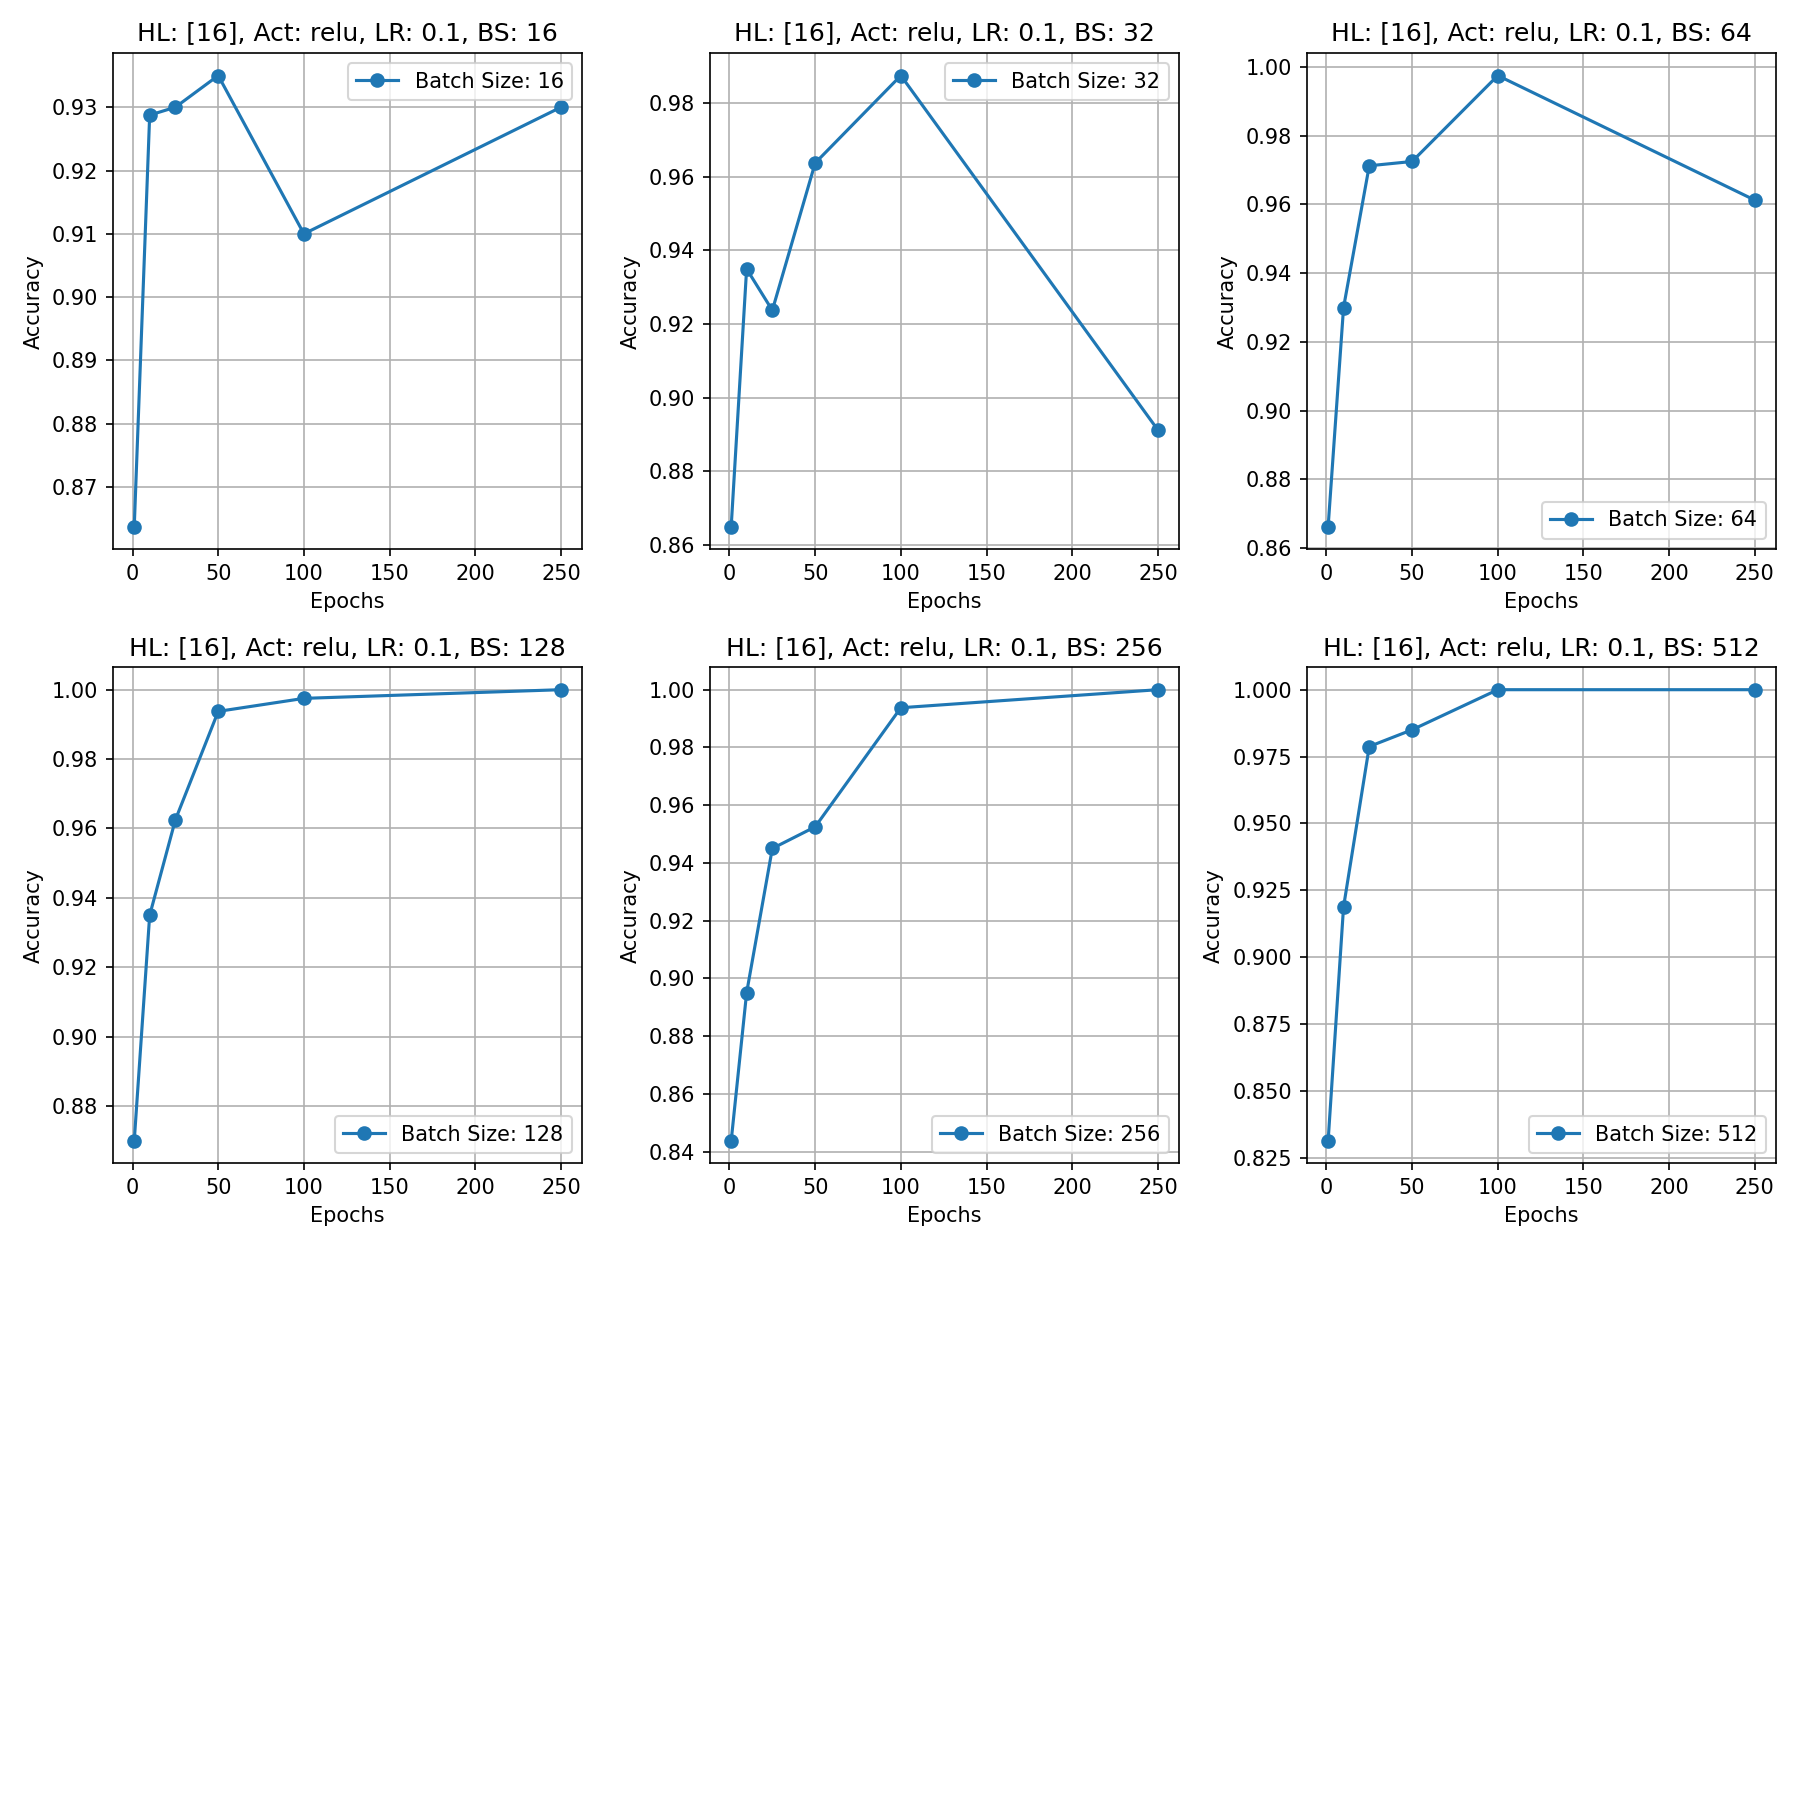 HL: [16], Act: relu, LR: 0.1, BS: 16
Batch Size: 16
0.93
0.92
0.91
0.90
0.89
0.88
0.87
Accuracy
0 50 100 150 200 250
Epochs
HL: [16], Act: relu, LR: 0.1, BS: 32
Batch Size: 32
0.98
0.96
0.94
0.92
0.90
0.88
0.86
Accuracy
0 50 100 150 200 250
Epochs
HL: [16], Act: relu, LR: 0.1, BS: 64
1.00
0.98
0.96
0.94
0.92
0.90
0.88
0.86
Accuracy
Batch Size: 64
0 50 100 150 200 250
Epochs
HL: [16], Act: relu, LR: 0.1, BS: 128
1.00
0.98
0.96
0.94
0.92
0.90
0.88
Accuracy
Batch Size: 128
0 50 100 150 200 250
Epochs
HL: [16], Act: relu, LR: 0.1, BS: 256
1.00
0.98
0.96
0.94
0.92
0.90
0.88
0.86
0.84
Accuracy
Batch Size: 256
0 50 100 150 200 250
Epochs
HL: [16], Act: relu, LR: 0.1, BS: 512
1.000
0.975
0.950
0.925
0.900
0.875
0.850
0.825
Accuracy
Batch Size: 512
0 50 100 150 200 250
Epochs